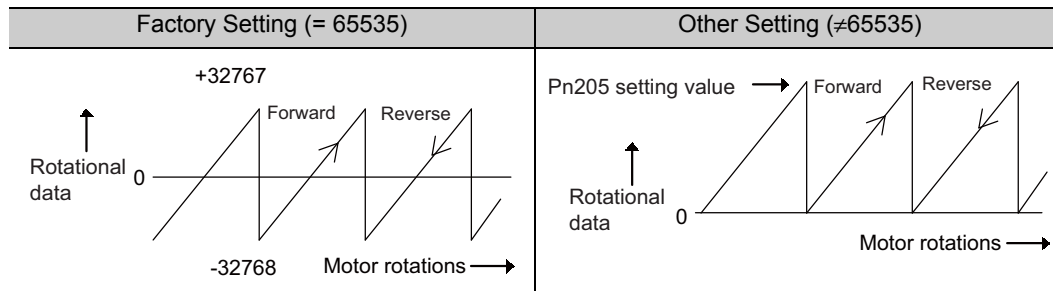 Factory Setting (= 65535)
+32767
Forward
Reverse
Rotational
data
0
-32768
Motor rotations
Other Setting (≠65535)
Pn205 setting value
Forward
Reverse
Rotational
data
0
Motor rotations